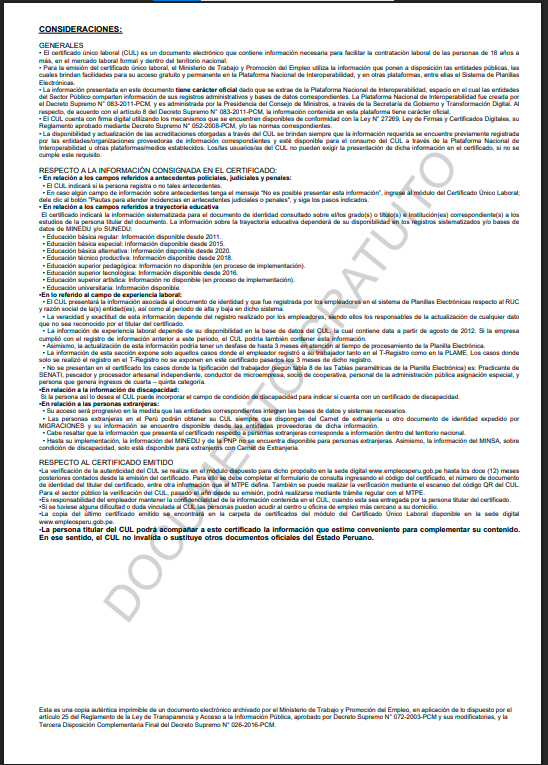 CONSIDERACIONES:
GENERALES
• El certificado único laboral (CUL) es un documento electrónico que contiene información necesaria para facilitar la contratación laboral de las personas de 18 años a
más, en el mercado laboral formal y dentro del territorio nacional.
• Para la emisión del certificado único laboral, el Ministerio de Trabajo y Promoción del Empleo utiliza la información que ponen a disposición las entidades públicas, las
cuales brindan facilidades para su acceso gratuito y permanente en la Plataforma Nacional de Interoperabilidad, y en otras plataformas, entre ellas el Sistema de Planillas
Electrónicas.
• La información presentada en este documento tiene carácter oficial dado que se extrae de la Plataforma Nacional de Interoperabilidad, espacio en el cual las entidades
del Sector Público comparten información de sus registros administrativos y bases de datos correspondientes. La Plataforma Nacional de Interoperabilidad fue creada por
el Decreto Supremo N° 083-2011-PCM, y es administrada por la Presidencia del Consejo de Ministros, a través de la Secretaría de Gobierno y Transformación Digital. Al
respecto, de acuerdo con el artículo 8 del Decreto Supremo N° 083-2011-PCM, la información contenida en esta plataforma tiene carácter oficial.
• El CUL cuenta con firma digital utilizando los mecanismos que se encuentren disponibles de conformidad con la Ley N° 27269, Ley de Firmas y Certificados Digitales, su
Reglamento aprobado mediante Decreto Supremo N° 052-2008-PCM, y/o las normas correspondientes.
• La disponibilidad y actualización de las acreditaciones otorgadas a través del CUL se brindan siempre que la información requerida se encuentre previamente registrada
por las entidades/organizaciones proveedoras de información correspondientes y esté disponible para el consumo del CUL a través de la Plataforma Nacional de
Interoperabilidad u otras plataformas/medios establecidos. Los/las usuarios/as del CUL no pueden exigir la presentación de dicha información en el certificado, si no se
cumple este requisito.
RESPECTO A LA INFORMACIÓN CONSIGNADA EN EL CERTIFICADO:
• En relación a los campos referidos a antecedentes policiales, judiciales y penales:
• El CUL indicará si la persona registra o no tales antecedentes.
• En caso algún campo de información sobre antecedentes tenga el mensaje "No es posible presentar esta información", ingrese al módulo del Certificado Único Laboral;
dele clic al botón "Pautas para atender incidencias en antecedentes judiciales o penales", y siga los pasos indicados.
• En relación a los campos referidos a trayectoria educativa
El certificado indicará la información sistematizada para el documento de identidad consultado sobre el/los grado(s) o título(s) e Institución(es) correspondiente(s) a los
estudios de la persona titular del documento. La información sobre la trayectoria educativa dependerá de su disponibilidad en los registros sistematizados y/o bases
de datos de MINEDU y/o SUNEDU:
• Educación básica regular: Información disponible desde 2011.
• Educación básica especial: Información disponible desde 2015.
• Educación básica alternativa: Información disponible desde 2020.
• Educación técnico productiva: Información disponible desde 2018.
• Educación superior pedagógica: Información no disponible (en proceso de implementación).
• Educación superior tecnológica: Información disponible desde 2016.
• Educación superior artística: Información no disponible (en proceso de implementación).
• Educación universitaria: Información disponible.
•En lo referido al campo de experiencia laboral:
• El CUL presentará la información asociada al documento de identidad y que fue registrada por los empleadores en el sistema de Planillas Electrónicas respecto al RUC
y razón social de la(s) entidad(es), así como al periodo de alta y baja en dicho sistema.
• La veracidad y exactitud de esta información depende del registro realizado por los empleadores, siendo ellos los responsables de la actualización de cualquier dato
que no sea reconocido por el titular del certificado.
• La información de experiencia laboral depende de su disponibilidad en la base de datos del CUL, la cual contiene data a partir de agosto de 2012. Si la empresa
cumplió con el registro de información anterior a este periodo, el CUL podría también contener esta información.
• Asimismo, la actualización de esta información podría tener un desfase de hasta 3 meses en atención al tiempo de procesamiento de la Planilla Electrónica.
• La información de esta sección expone solo aquellos casos donde el empleador registró a su trabajador tanto en el T-Registro como en la PLAME. Los casos donde
solo se realizó el registro en el T-Registro no se exponen en este certificado pasados los 3 meses de dicho registro.
• No se presentan en el certificado los casos donde la tipificación del trabajador (según tabla 8 de las Tablas paramétricas de la Planilla Electrónica) es: Practicante de
SENATI, pescador y procesador artesanal independiente, conductor de microempresa, socio de cooperativa, personal de la administración pública asignación especial, y
persona que genera ingresos de cuarta – quinta categoría.
•En relación a la información de discapacidad:
Si la persona así lo desea el CUL puede incorporar el campo de condición de discapacidad para indicar si cuenta con un certificado de discapacidad.
•En relación a las personas extranjeras:
• Su acceso será progresivo en la medida que las entidades correspondientes integren las bases de datos y sistemas necesarios.
• Las personas extranjeras en el Perú podrán obtener su CUL siempre que dispongan del Carnet de extranjería u otro documento de identidad expedido por
MIGRACIONES y su información se encuentre disponible desde las entidades proveedoras de dicha información.
• Cabe resaltar que la información que presenta el certificado respecto a personas extranjeras corresponde a información dentro del territorio nacional.
• Hasta su implementación, la información del MINEDU y de la PNP no se encuentra disponible para personas extranjeras. Asimismo, la información del MINSA, sobre
condición de discapacidad, solo está disponible para extranjeros con Carnet de Extranjería.
RESPECTO AL CERTIFICADO EMITIDO
•La verificación de la autenticidad del CUL se realiza en el módulo dispuesto para dicho propósito en la sede digital www.empleosperu.gob.pe hasta los doce (12) meses
posteriores contados desde la emisión del certificado. Para ello se debe completar el formulario de consulta ingresando el código del certificado, el número de documento
de identidad del titular del certificado, entre otra información que el MTPE defina. También se puede realizar la verificación mediante el escaneo del código QR del CUL.
Para el sector público la verificación del CUL, pasado el año desde su emisión, podrá realizarse mediante trámite regular con el MTPE.
•Es responsabilidad del empleador mantener la confidencialidad de la información contenida en el CUL, cuando esta sea entregada por la persona titular del certificado.
•Si se tuviese alguna dificultad o duda vinculada al CUL las personas pueden acudir al centro u oficina de empleo más cercano a su domicilio.
•La copia del último certificado emitido se encontrará en la carpeta de certificados del módulo del Certificado Único Laboral disponible en la sede digital
www.empleosperu.gob.pe.
•La persona titular del CUL podrá acompañar a este certificado la información que estime conveniente para complementar su contenido.
En ese sentido, el CUL no invalida o sustituye otros documentos oficiales del Estado Peruano.
DOCUMENTO GRATUITO
Esta es una copia auténtica imprimible de un documento electrónico archivado por el Ministerio de Trabajo y Promoción del Empleo, en aplicación de lo dispuesto por el
artículo 25 del Reglamento de la Ley de Transparencia y Acceso a la Información Pública, aprobado por Decreto Supremo N° 072-2003-PCM y sus modificatorias, y la
Tercera Disposición Complementaria Final del Decreto Supremo N° 026-2016-PCM.